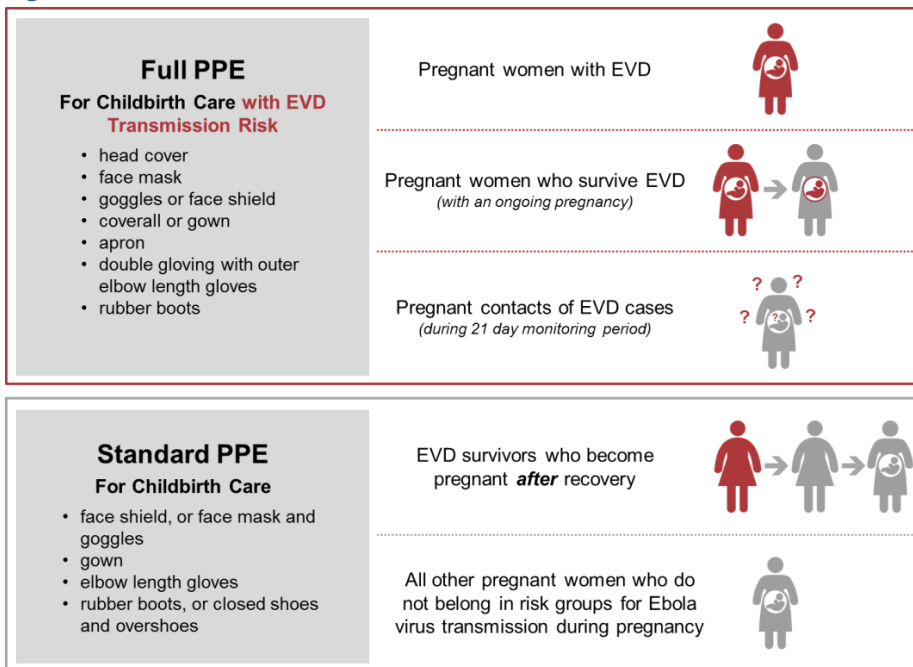 Full PPE
For Childbirth Care with EVD
Transmission Risk
• head cover
• face mask
• goggles or face shield
• coverall or gown
• apron
• double gloving with outer
elbow length gloves
• rubber boots
Pregnant women with EVD
Pregnant women who survive EVD
(with an ongoing pregnancy)
Pregnant contacts of EVD cases
(during 21 day monitoring period)
? ?
? ? ?
Standard PPE
For Childbirth Care
• face shield, or face mask and
goggles
• gown
• elbow length gloves
• rubber boots, or closed shoes
and overshoes
EVD survivors who become
pregnant after recovery
All other pregnant women who do
not belong in risk groups for Ebola
virus transmission during pregnancy